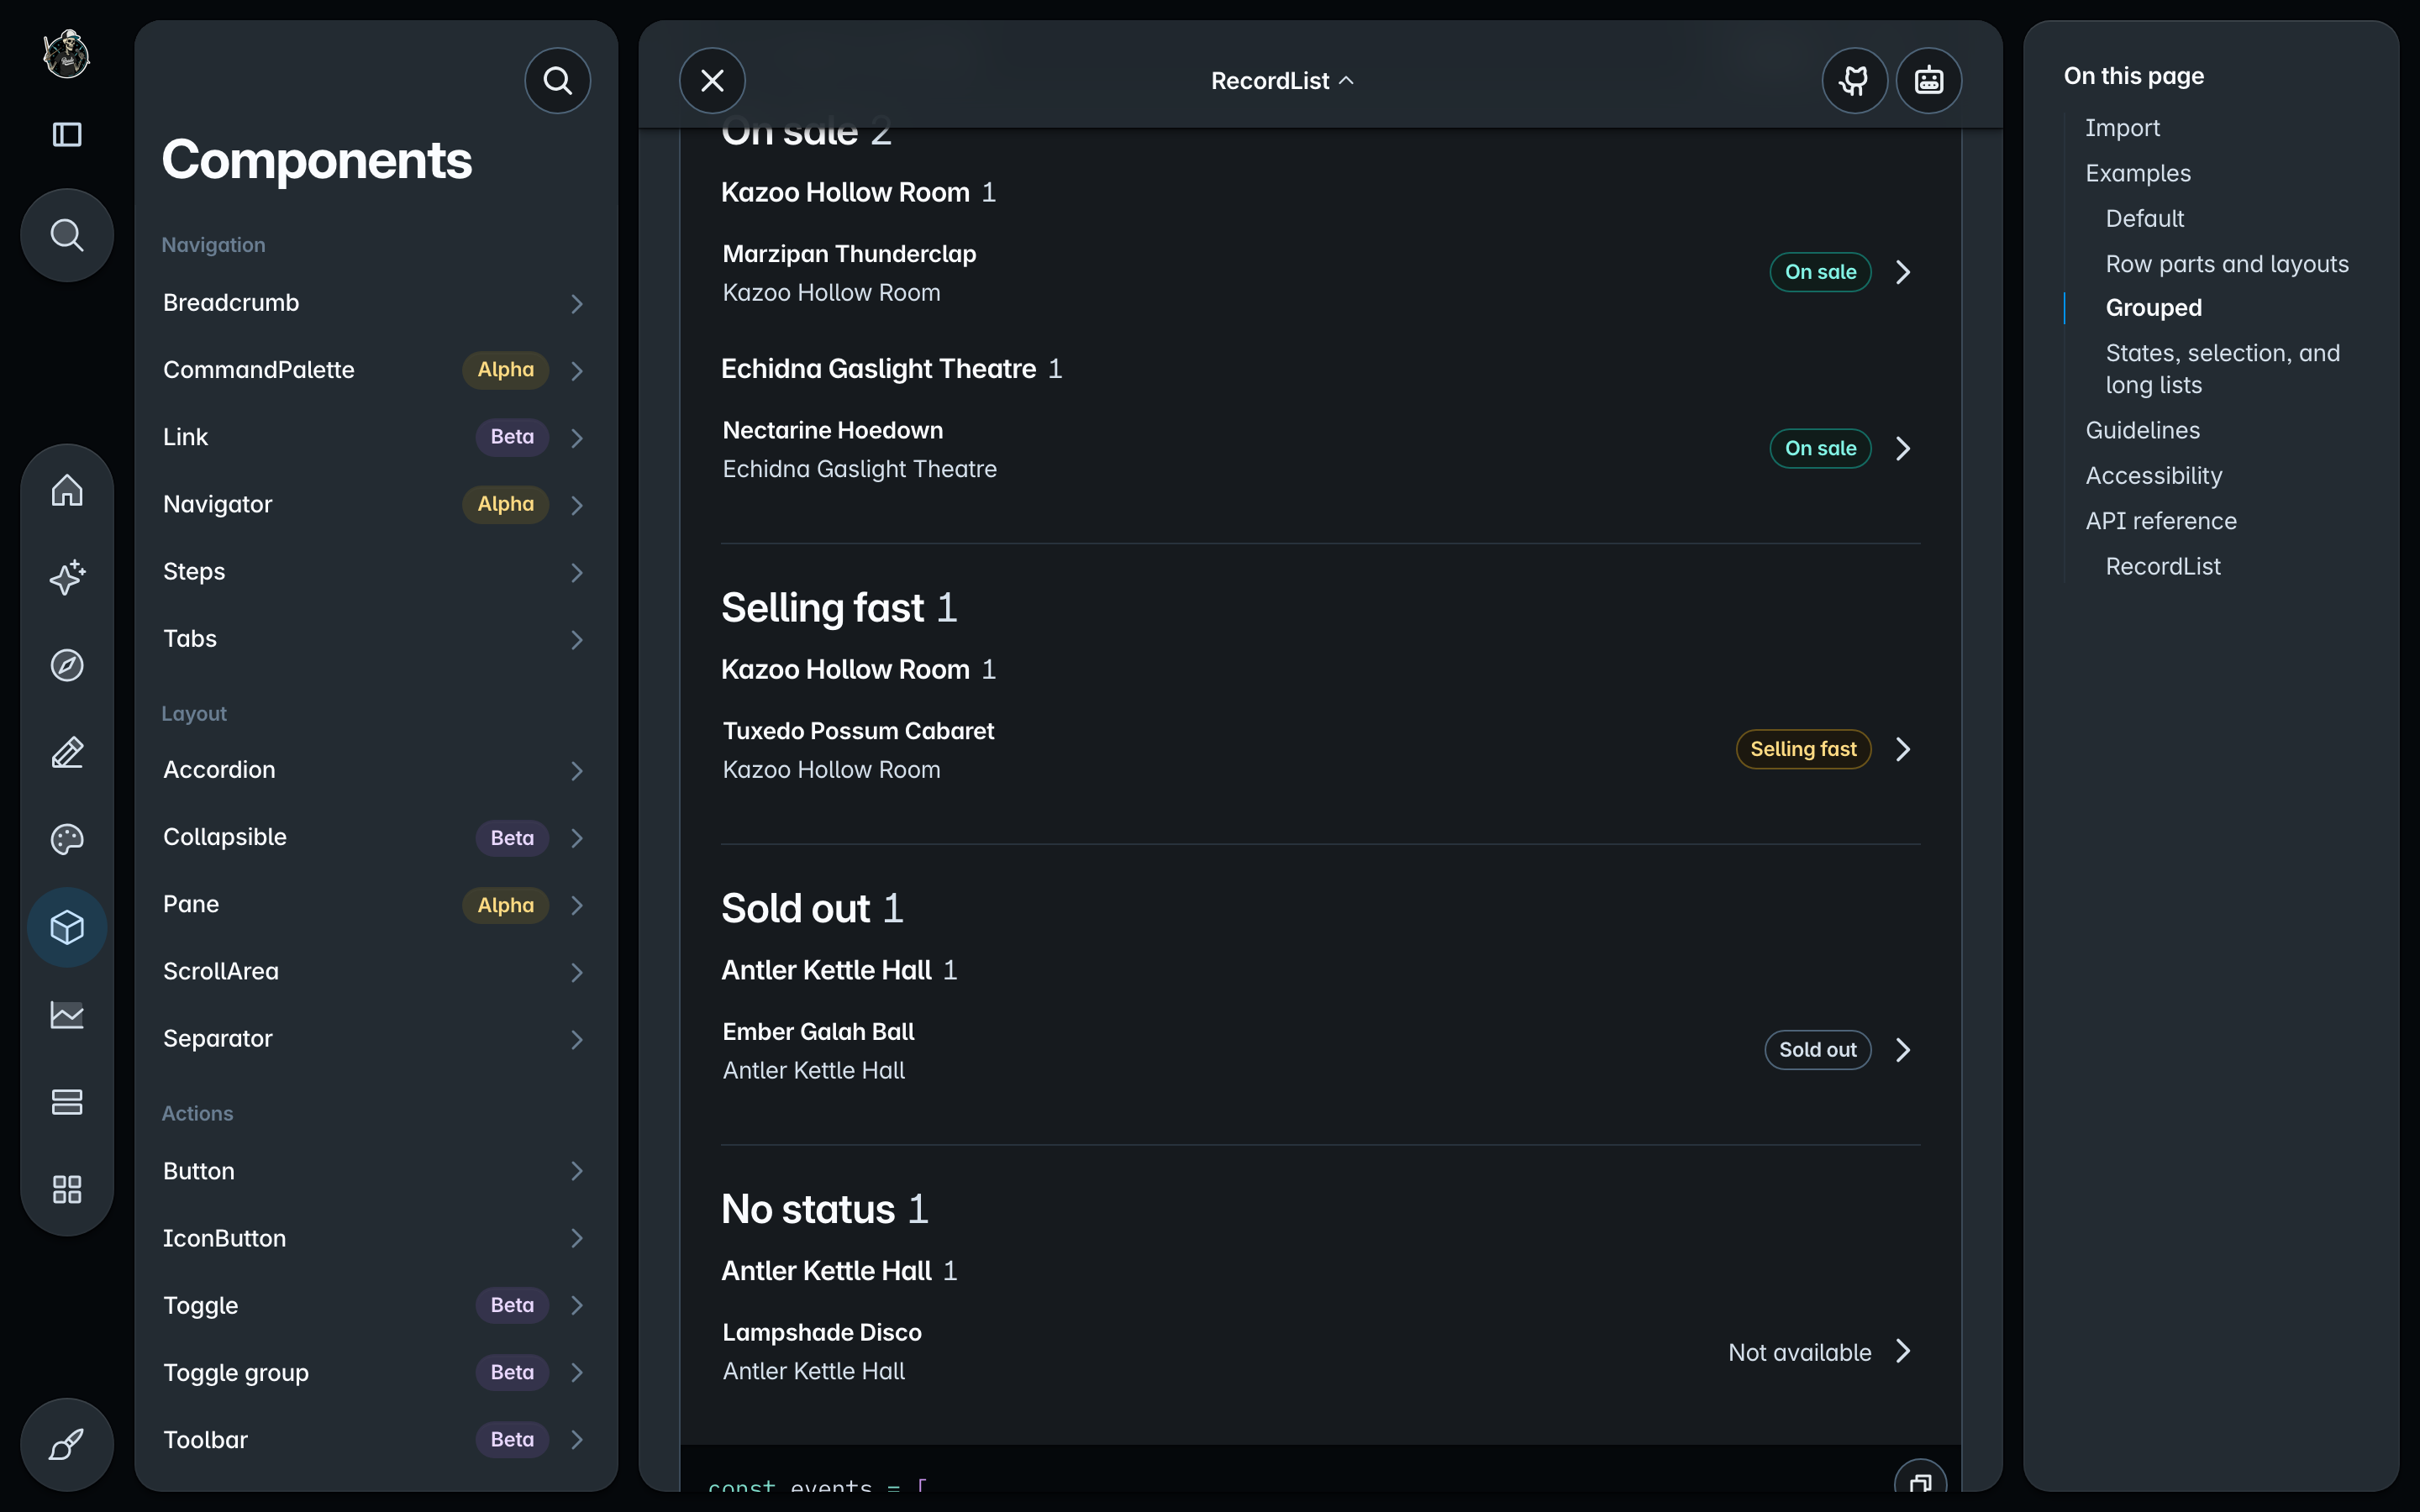 Components
Navigation
Breadcrumb
CommandPalette Alpha
Link Beta
Navigator Alpha
Steps
Tabs
Layout
Accordion
Collapsible Beta
Pane Alpha
ScrollArea
Separator
Actions
Button
IconButton
Toggle Beta
Toggle group Beta
Toolbar Beta
RecordList
On sale 2
Kazoo Hollow Room 1
Marzipan Thunderclap
Kazoo Hollow Room
On sale
Echidna Gaslight Theatre 1
Nectarine Hoedown
Echidna Gaslight Theatre
On sale
Selling fast 1
Kazoo Hollow Room 1
Tuxedo Possum Cabaret
Kazoo Hollow Room
Selling fast
Sold out 1
Antler Kettle Hall 1
Ember Galah Ball
Antler Kettle Hall
Sold out
No status 1
Antler Kettle Hall 1
Lampshade Disco
Antler Kettle Hall
Not available
const events = [
On this page
Import
Examples
Default
Row parts and layouts
Grouped
States, selection, and
long lists
Guidelines
Accessibility
API reference
RecordList